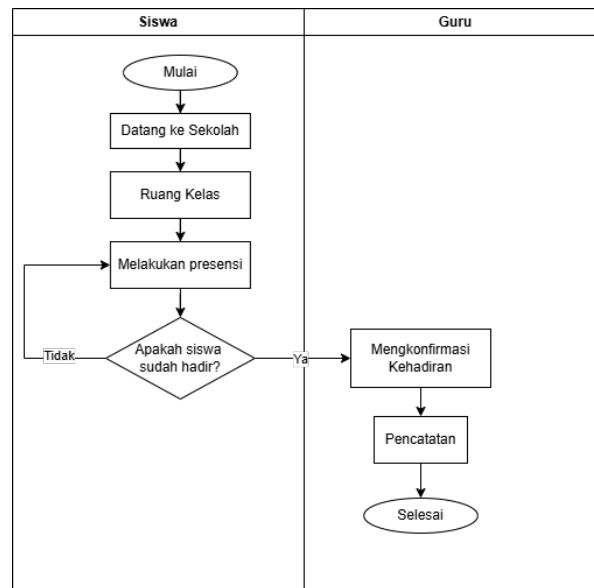 Siswa
Guru
Mulai
Datang ke Sekolah
Ruang Kelas
Melakukan presensi
Apakah siswa
sudah hadir?
Tidak
Ya
Mengkonfirmasi
Kehadiran
Pencatatan
Selesai